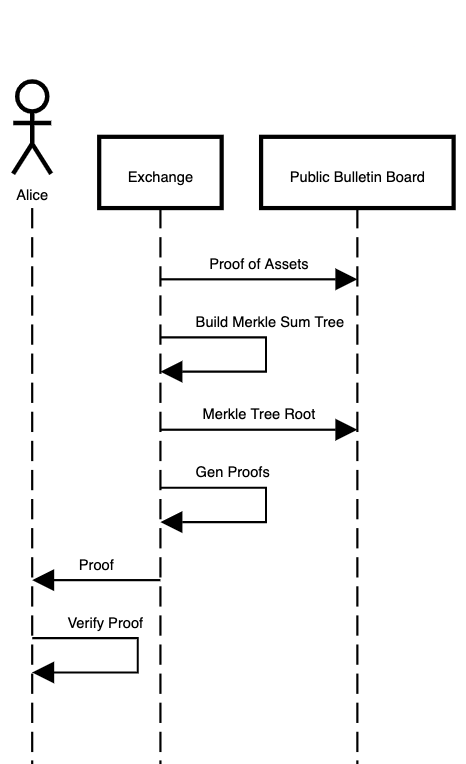 Alice
Exchange
Public Bulletin Board
Proof of Assets
Build Merkle Sum Tree
Merkle Tree Root
Gen Proofs
Proof
Verify Proof